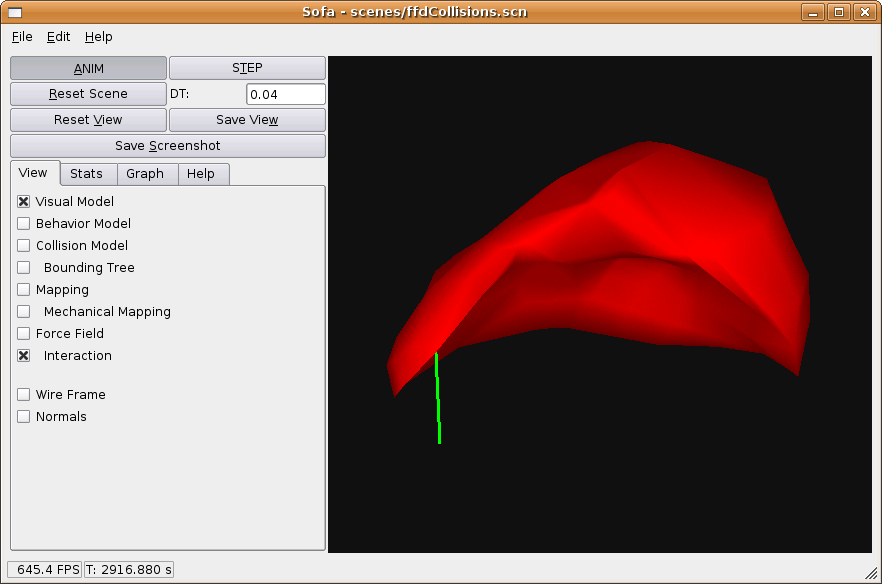 Sofa - scenes/ffdCollisions.scn
File Edit Help
ANIM STEP
Reset Scene DT: 0.04
Reset View Save View
Save Screenshot
View Stats Graph Help
Visual Model
Behavior Model
Collision Model
Bounding Tree
Mapping
Mechanical Mapping
Force Field
Interaction
Wire Frame
Normals
645.4 FPS T: 2916.880 s